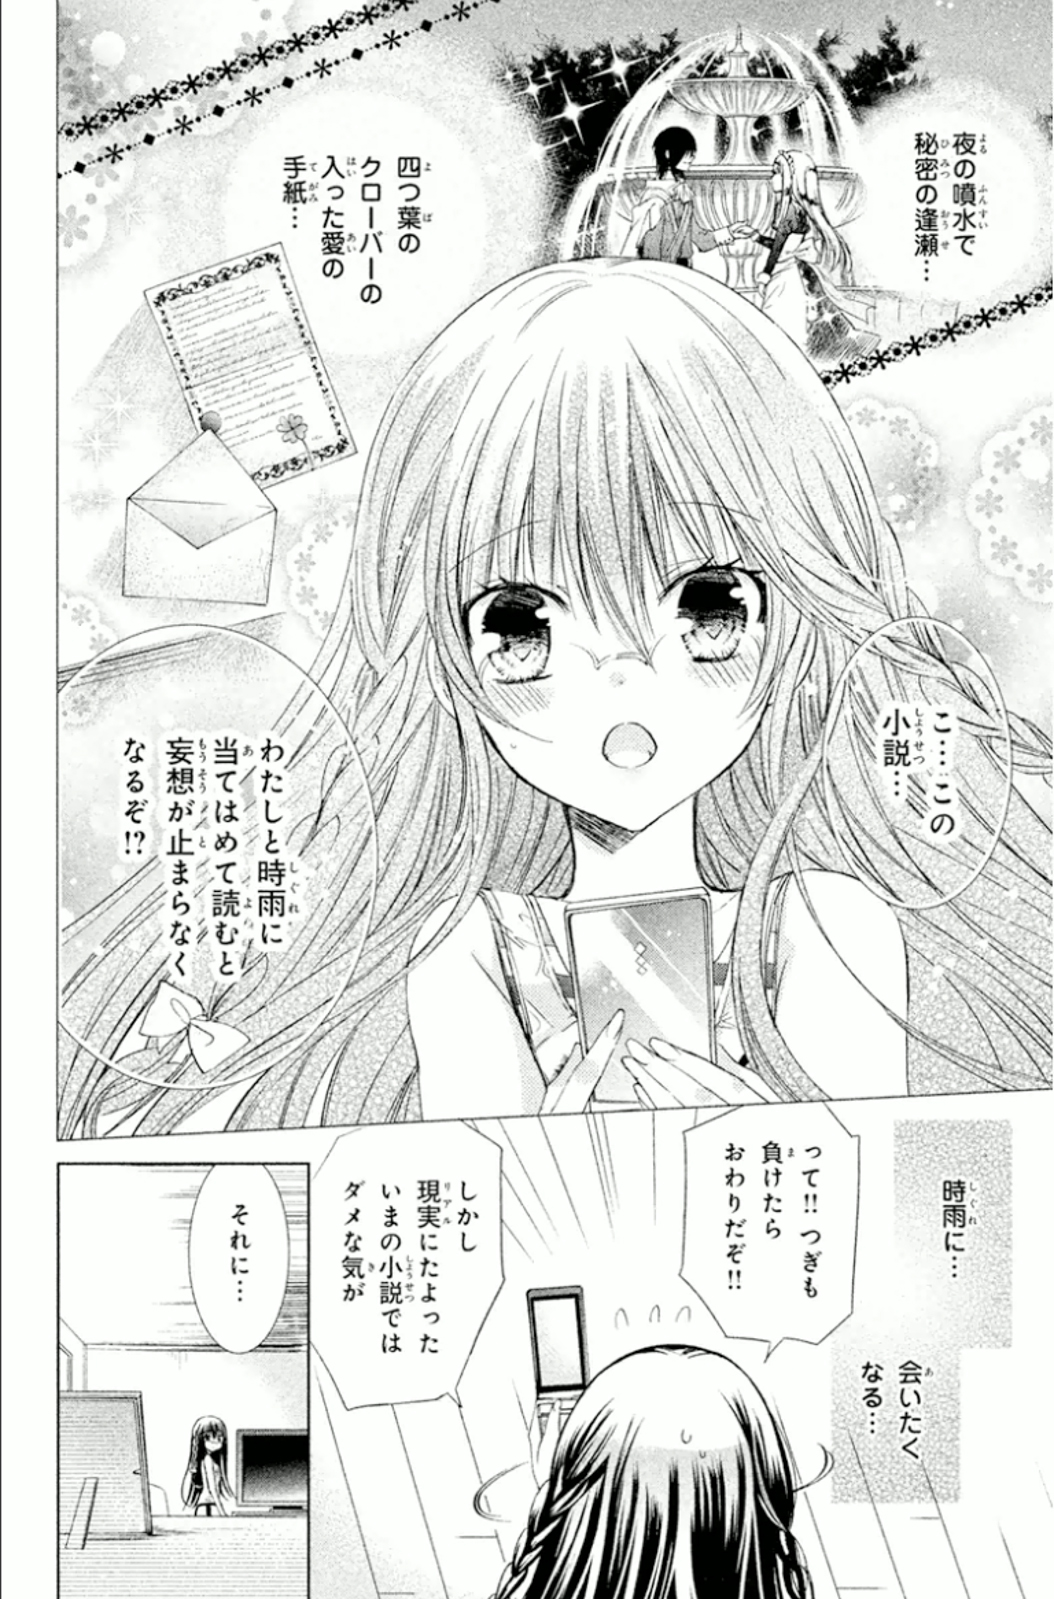 夜の噴水で
秘密の逢瀬…
四つ葉の
クローバーの
入った愛の
手紙…
こ…この
小説…
わたしと時雨に
当てはめて読むと
妄想が止まらなく
なるぞ!?
時雨に…
会いたく
なる…
って!!つぎも
負けたら
おわりだぞ!!
しかし
現実にたよった
いまの小説では
ダメな気が
それに…